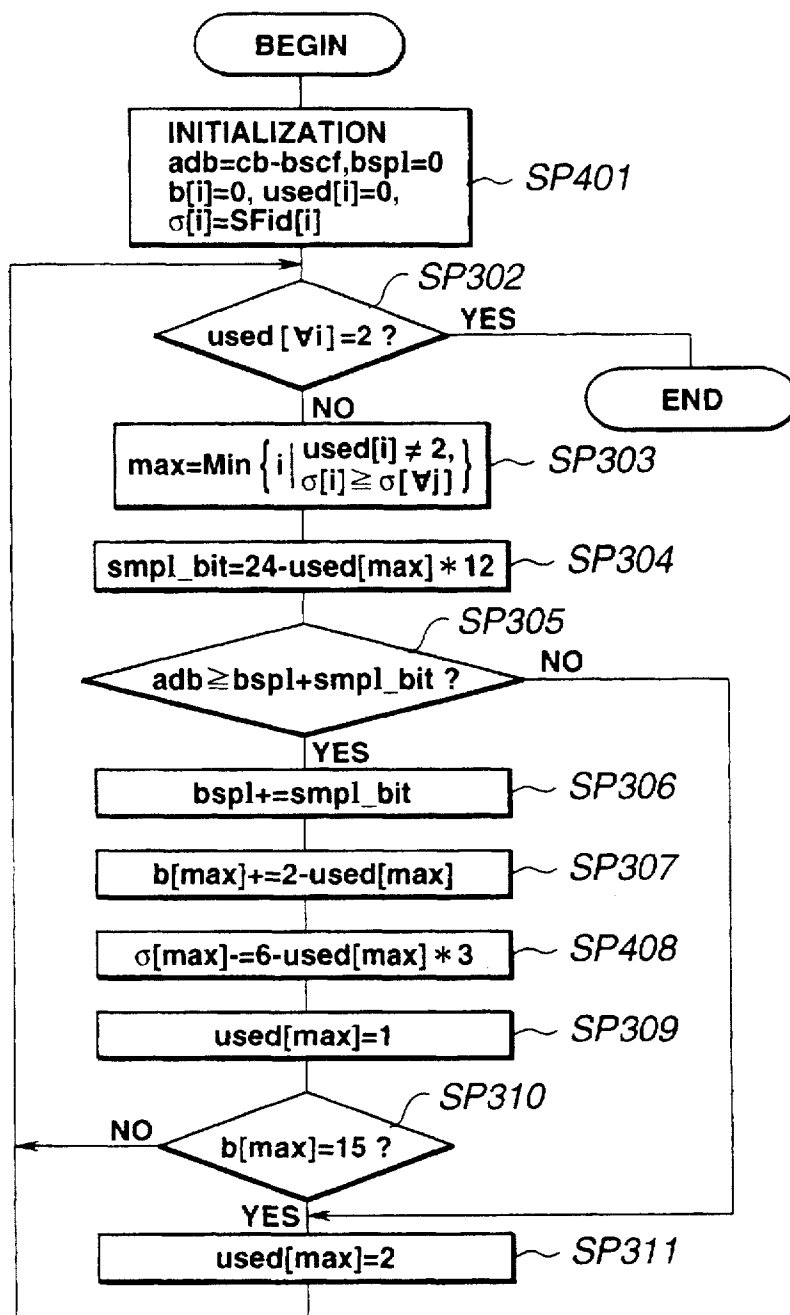 BEGIN
INITIALIZATION
adb=cb-bscf,bspl=0
b[i]=0, used[i]=0,
σ[i]=SFid[i]
SP401
SP302
used[∀i]=2 ?
YES
END
NO
max=Min { i | used[i] ≠ 2,
σ[i] ≧ σ[∀j] }
SP303
smpl_bit=24-used[max]*12
SP304
SP305
adb≧bspl+smpl_bit ?
NO
YES
bspl+=smpl_bit
SP306
b[max]+=2-used[max]
SP307
σ[max]-=6-used[max]*3
SP408
used[max]=1
SP309
SP310
NO
b[max]=15 ?
YES
used[max]=2
SP311